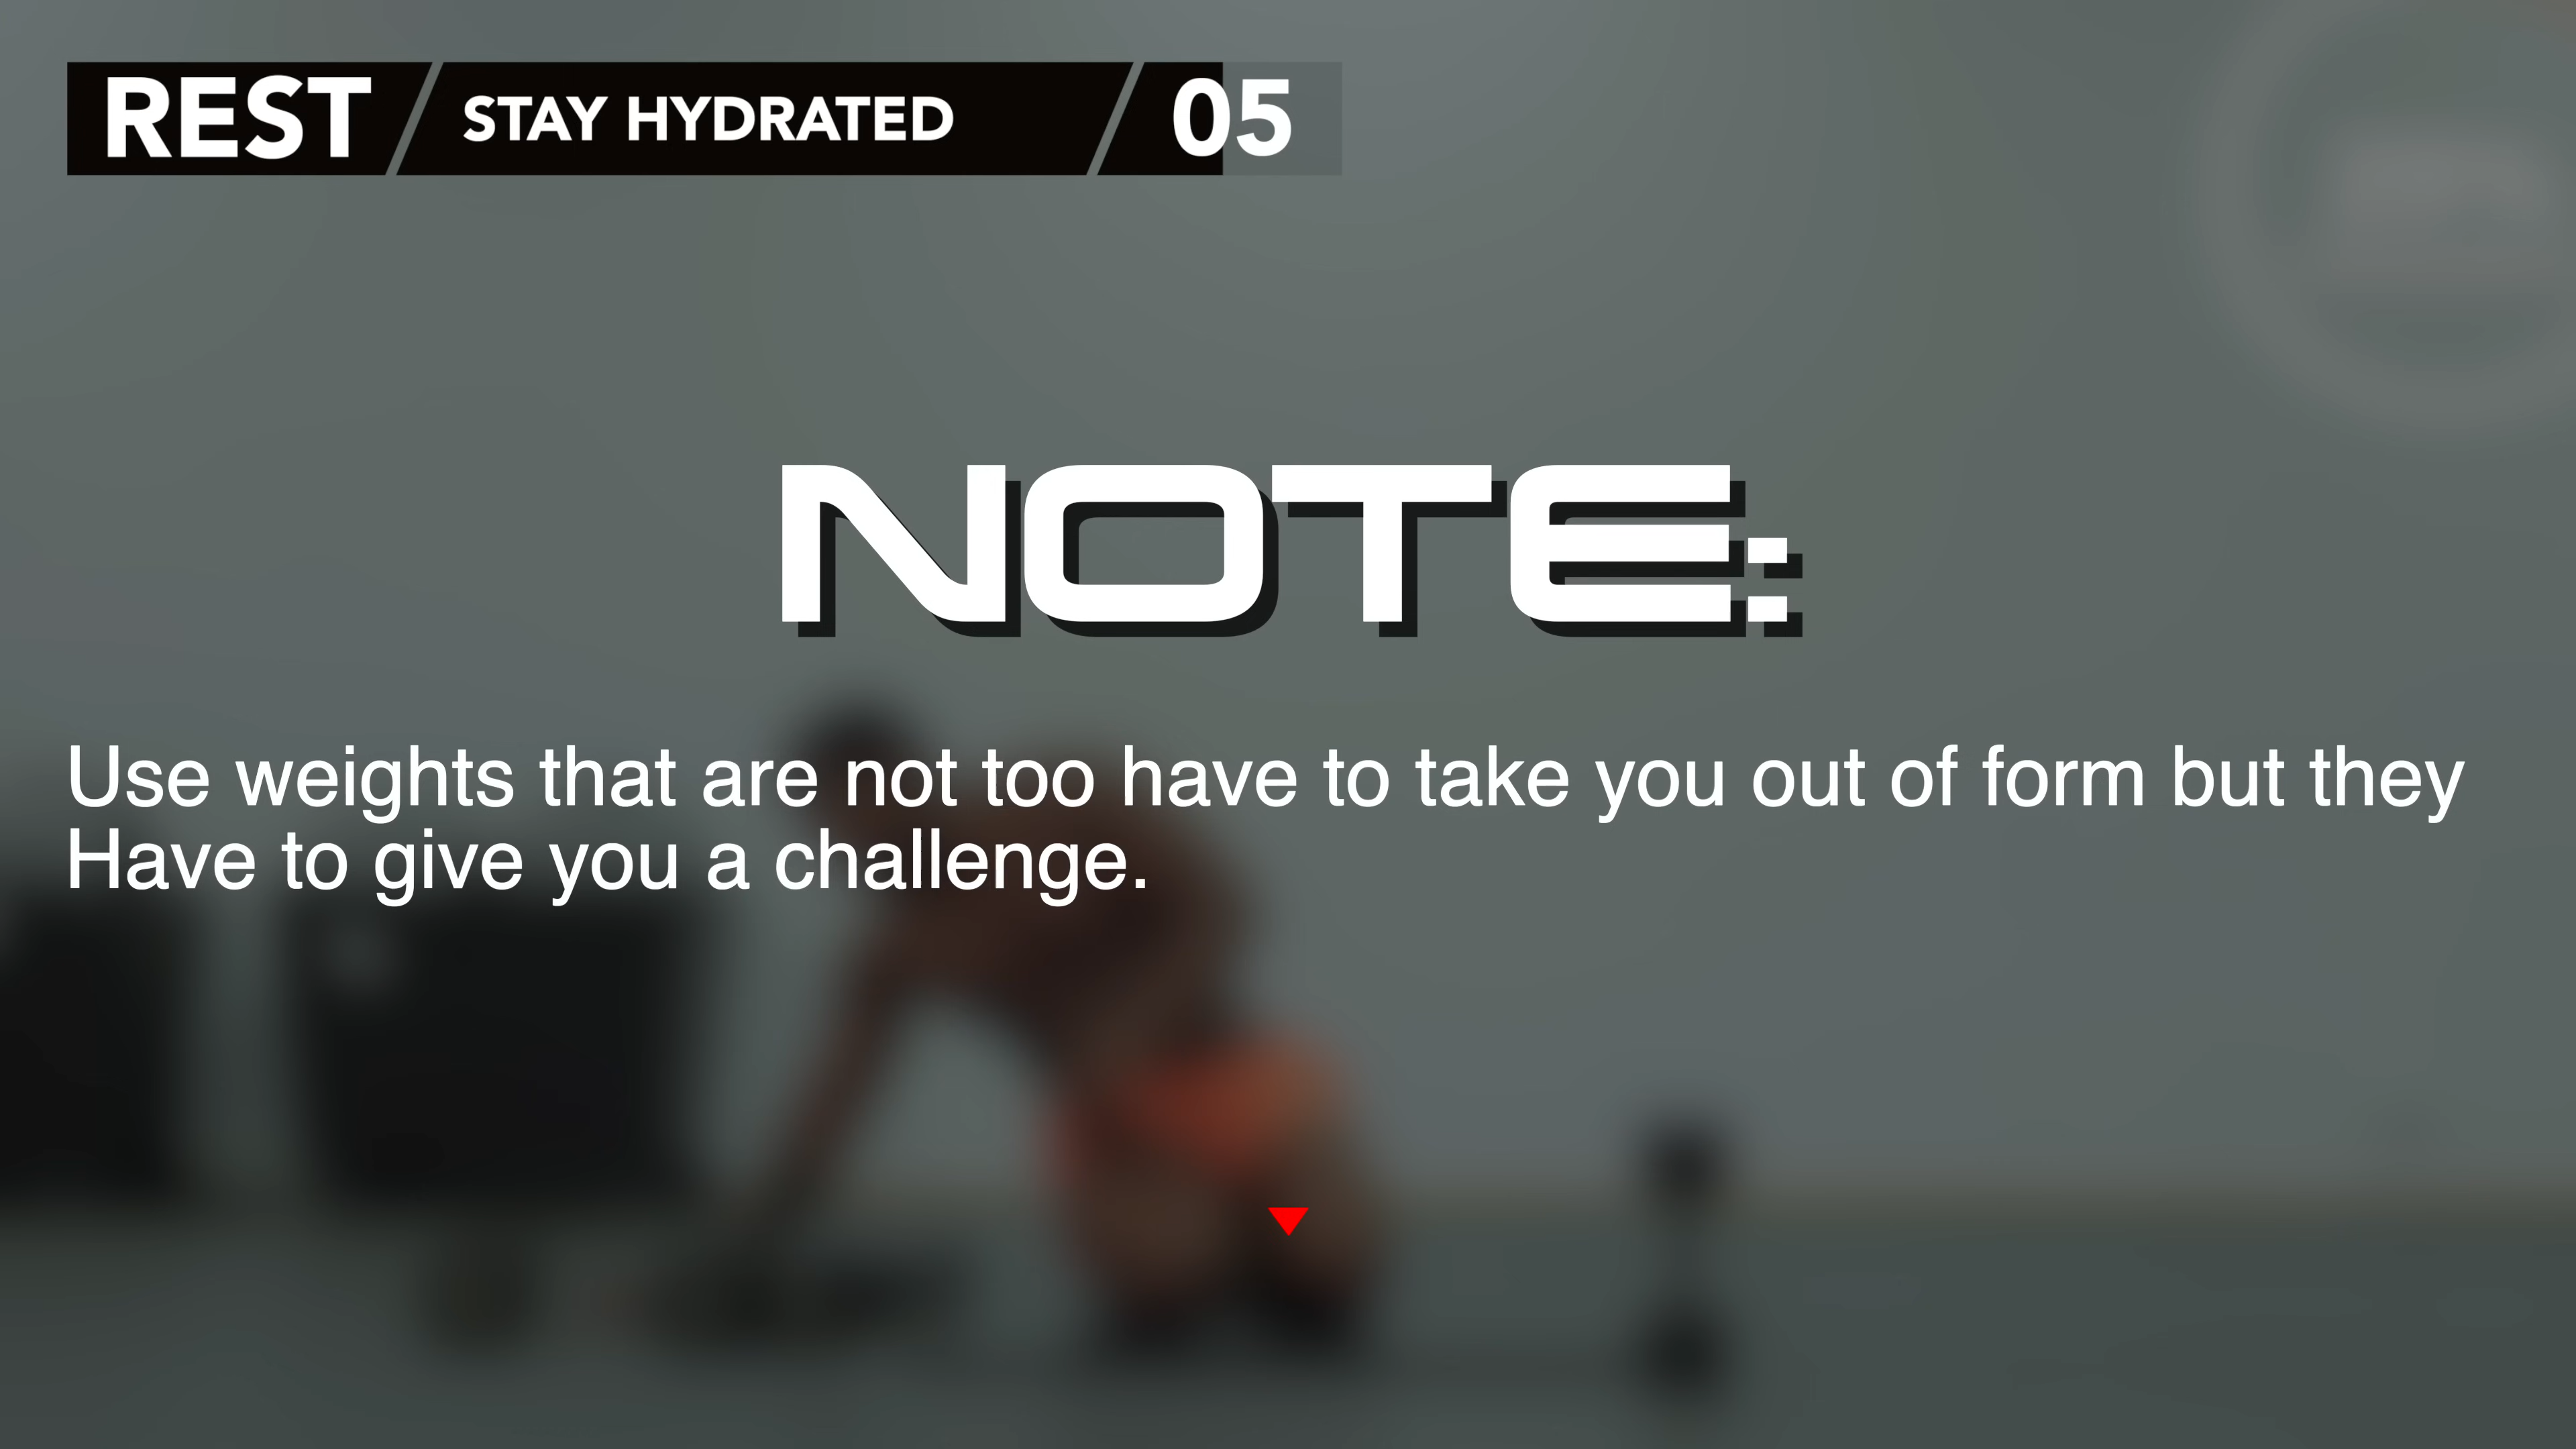 REST STAY HYDRATED 05
NOTE:
Use weights that are not too have to take you out of form but they
Have to give you a challenge.